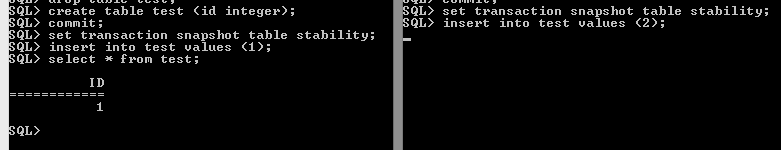 SQL> drop table test;
SQL> create table test (id integer);
SQL> commit;
SQL> set transaction snapshot table stability;
SQL> insert into test values (1);
SQL> select * from test;
ID
============
1
SQL>
commit;
SQL> set transaction snapshot table stability;
SQL> insert into test values (2);